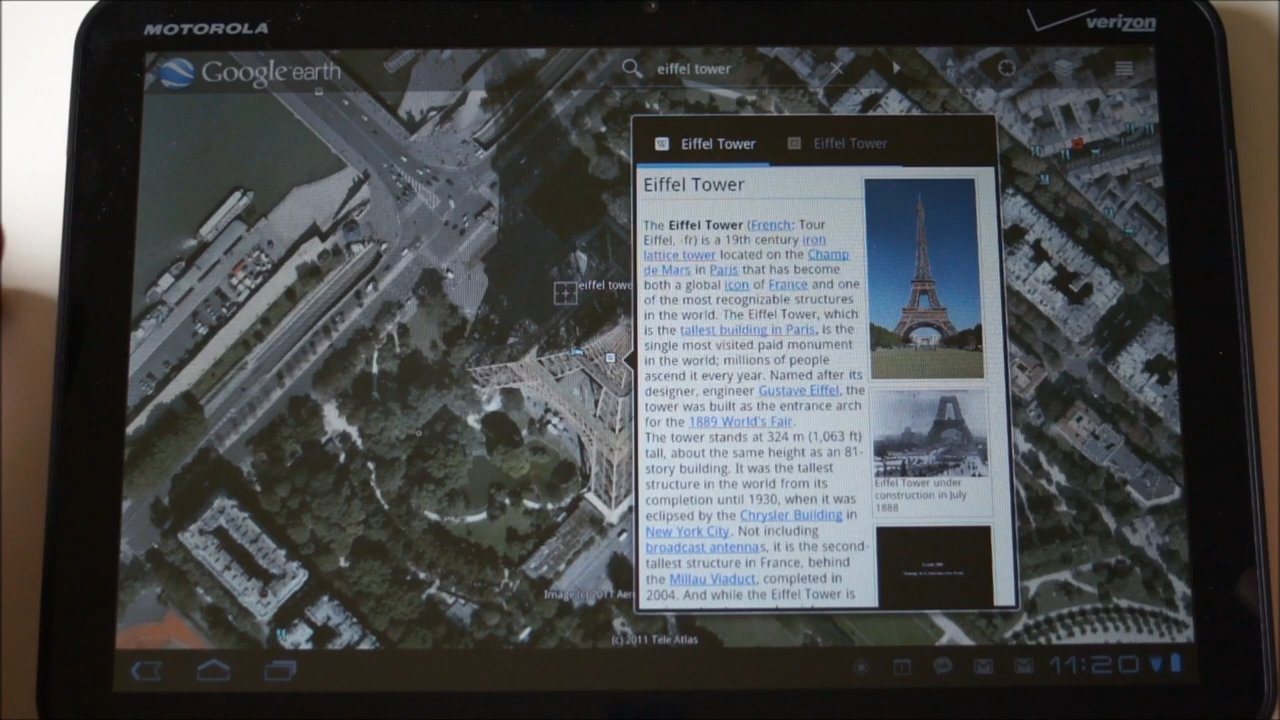 MOTOROLA
verizon
Google earth
eiffel tower
Eiffel Tower
Eiffel Tower
eiffel towe
Eiffel Tower
The Eiffel Tower (French: Tour
Eiffel, -fr) is a 19th century iron
lattice tower located on the Champ
de Mars in Paris that has become
both a global icon of France and one
of the most recognizable structures
in the world. The Eiffel Tower, which
is the tallest building in Paris, is the
single most visited paid monument
in the world; millions of people
ascend it every year. Named after its
designer, engineer Gustave Eiffel, the
tower was built as the entrance arch
for the 1889 World's Fair.
The tower stands at 324 m (1,063 ft)
tall, about the same height as an 81-
story building. It was the tallest
structure in the world from its
completion until 1930, when it was
eclipsed by the Chrysler Building in
New York City. Not including
broadcast antennas, it is the second-
tallest structure in France, behind
the Millau Viaduct, completed in
2004. And while the Eiffel Tower is
Eiffel Tower under
construction in July
1888
Image (c) 2011 Aer
(c) 2011 Tele Atlas
11:20